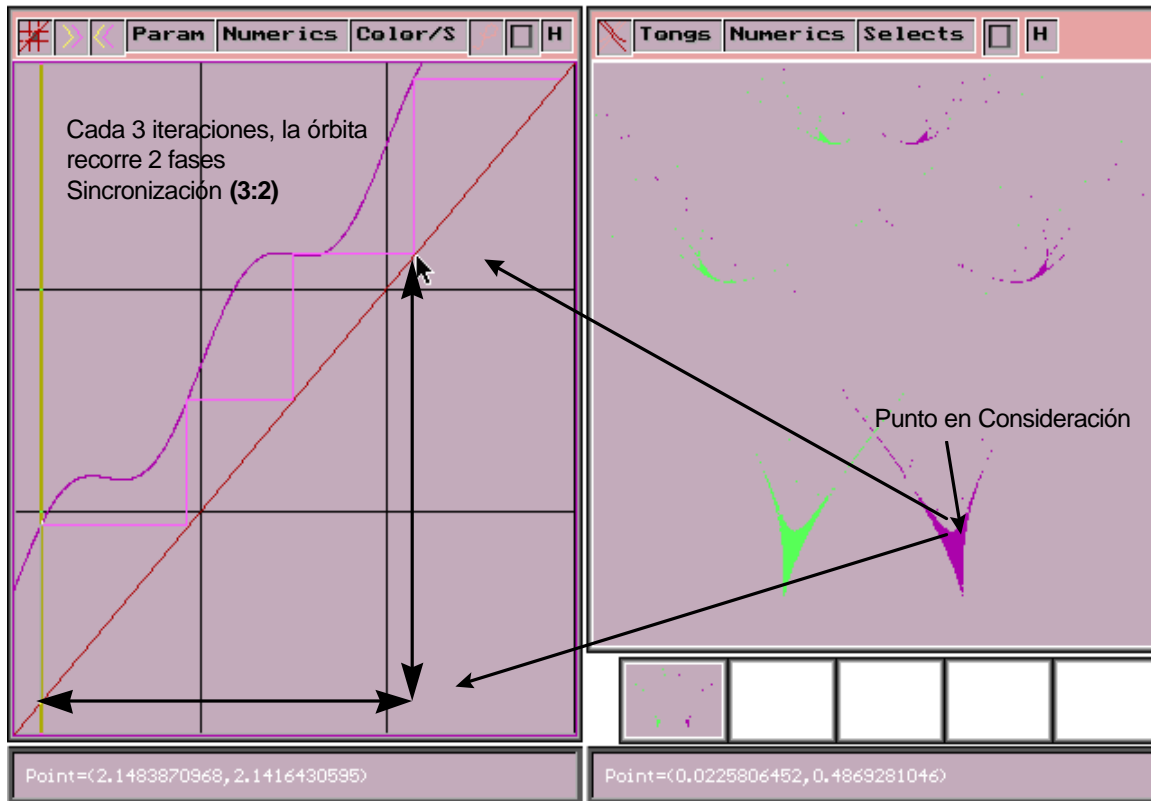 Param Numerics Color/S H
Tongs Numerics Selects H
Cada 3 iteraciones, la órbita
recorre 2 fases
Sincronización (3:2)
Punto en Consideración
Point=(2.1483870968,2.1416430595)
Point=(0.0225806452,0.4869281046)